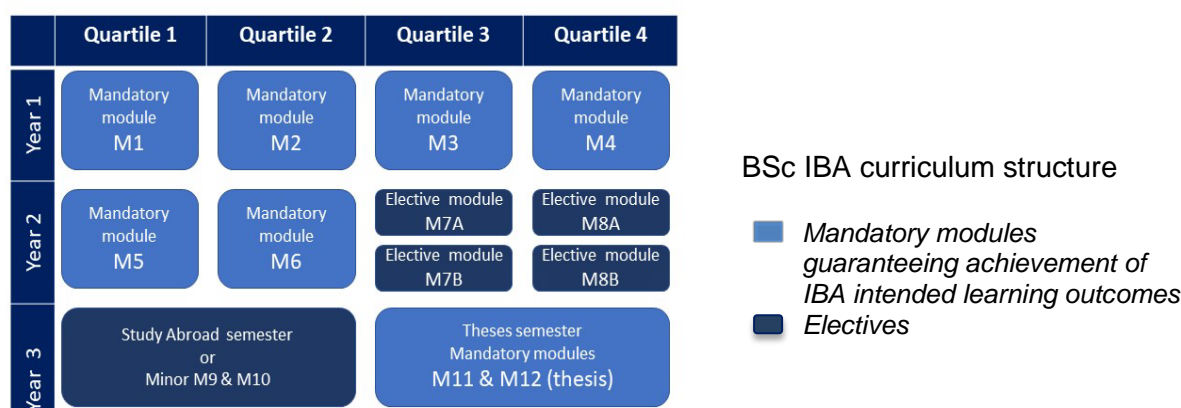 Quartile 1 Quartile 2 Quartile 3 Quartile 4
Year 1
Mandatory
module
M1
Mandatory
module
M2
Mandatory
module
M3
Mandatory
module
M4
Year 2
Mandatory
module
M5
Mandatory
module
M6
Elective module
M7A
Elective module
M7B
Elective module
M8A
Elective module
M8B
Year 3
Study Abroad semester
or
Minor M9 & M10
Theses semester
Mandatory modules
M11 & M12 (thesis)
BSc IBA curriculum structure
Mandatory modules
guaranteeing achievement of
IBA intended learning outcomes
Electives